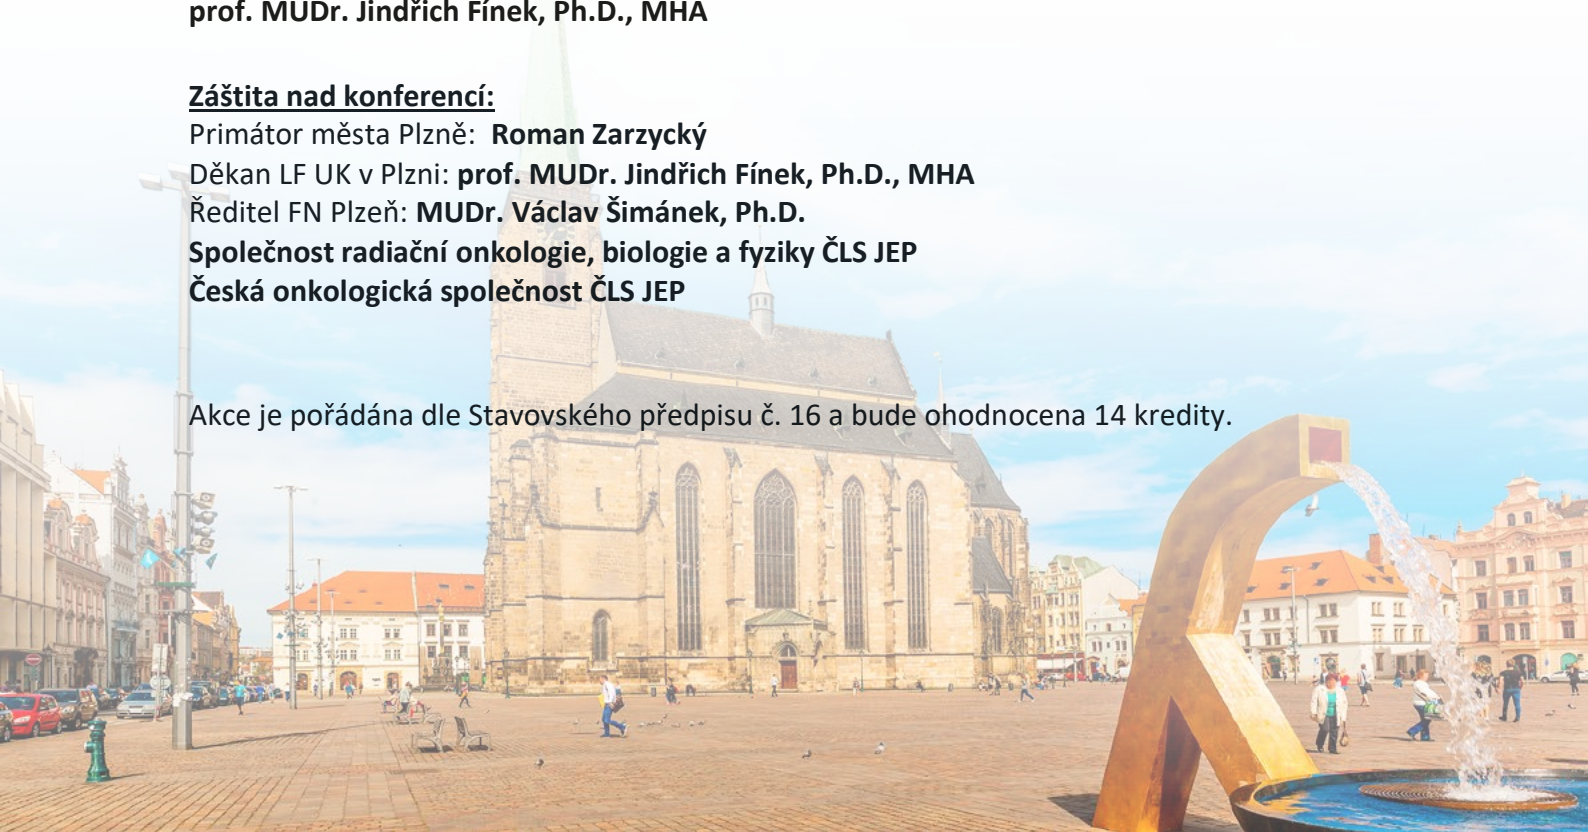 prof. MUDr. Jindřich Fínek, Ph.D., MHA
Záštita nad konferencí:
Primátor města Plzně: Roman Zarzycký
Děkan LF UK v Plzni: prof. MUDr. Jindřich Fínek, Ph.D., MHA
Ředitel FN Plzeň: MUDr. Václav Šimánek, Ph.D.
Společnost radiační onkologie, biologie a fyziky ČLS JEP
Česká onkologická společnost ČLS JEP
Akce je pořádána dle Stavovského předpisu č. 16 a bude ohodnocena 14 kredity.